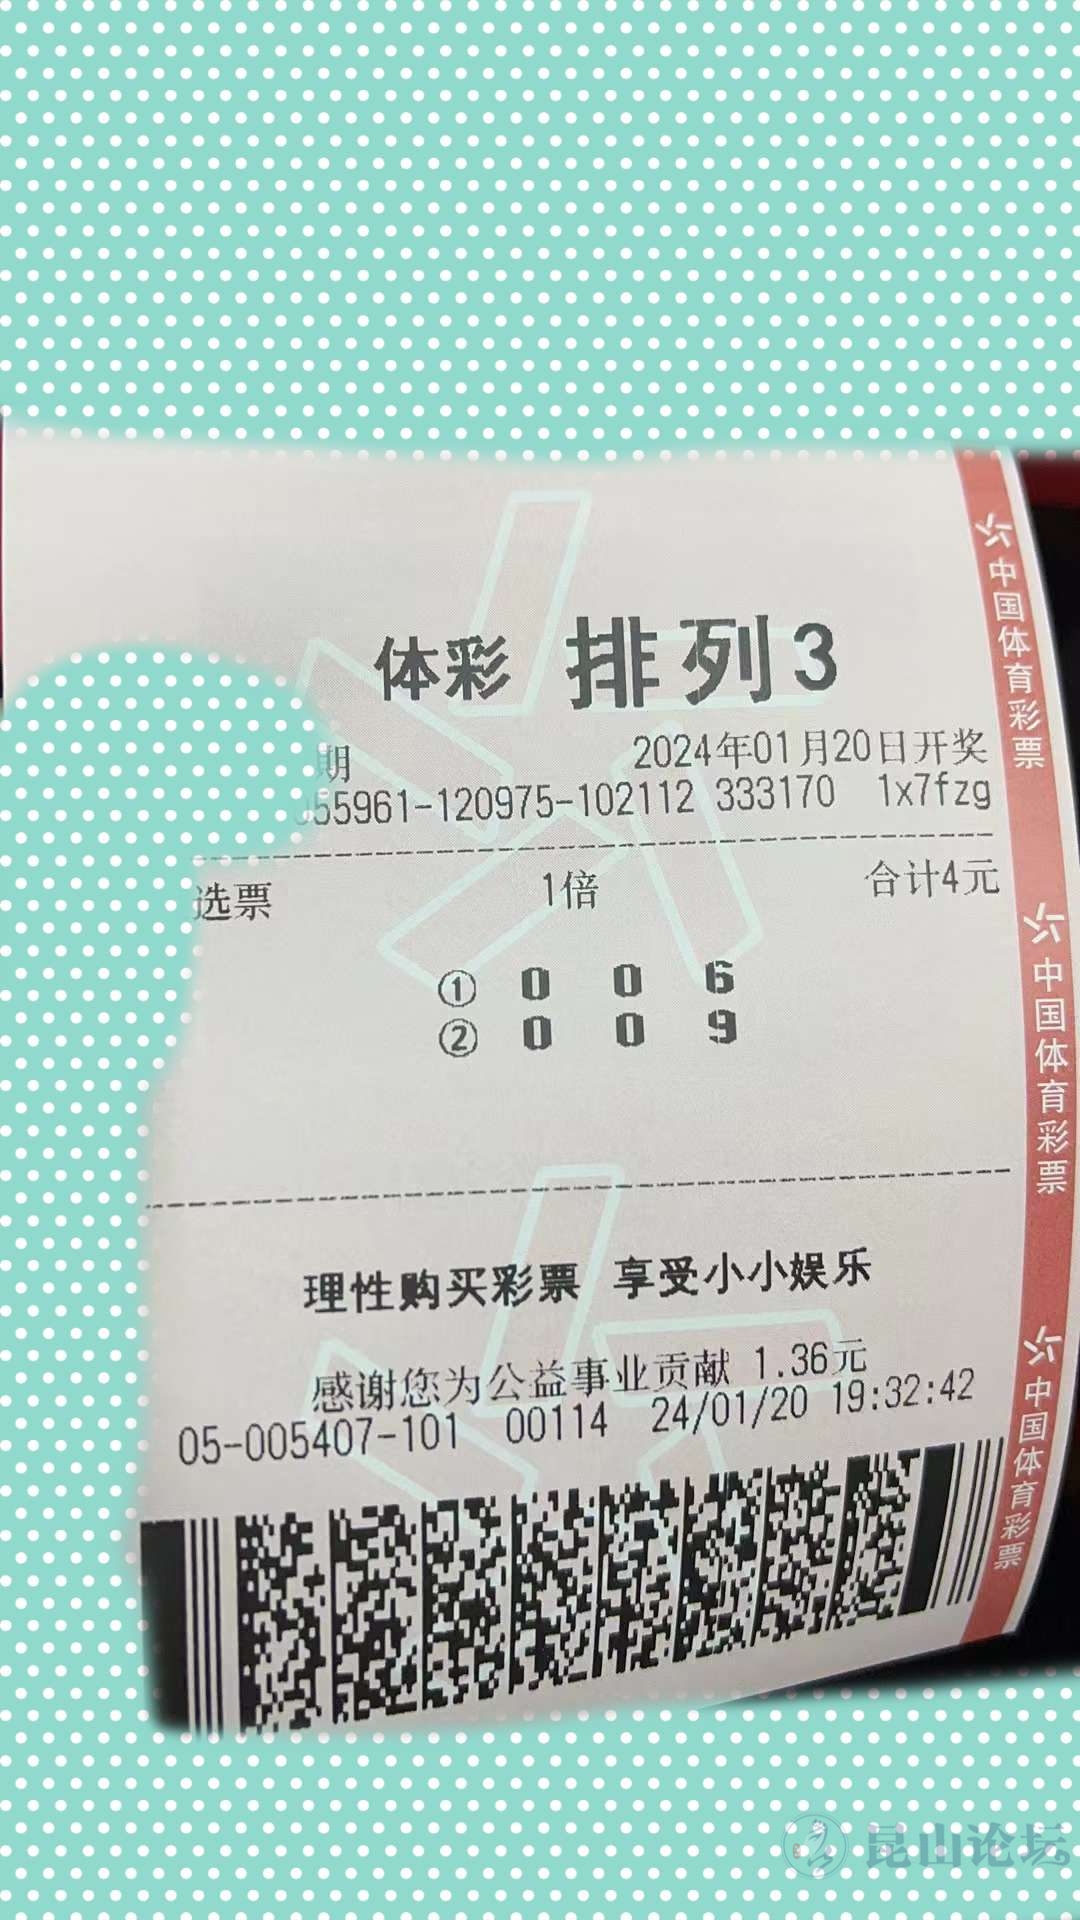 体彩 排列3
期 2024年01月20日开奖
55961-120975-102112 333170 1x7fzg
选票 1倍 合计4元
① 0 0 6
② 0 0 9
理性购买彩票 享受小小娱乐
感谢您为公益事业贡献 1.36元
05-005407-101 00114 24/01/20 19:32:42
中国体育彩票
中国体育彩票
中国体育彩票
昆山论坛